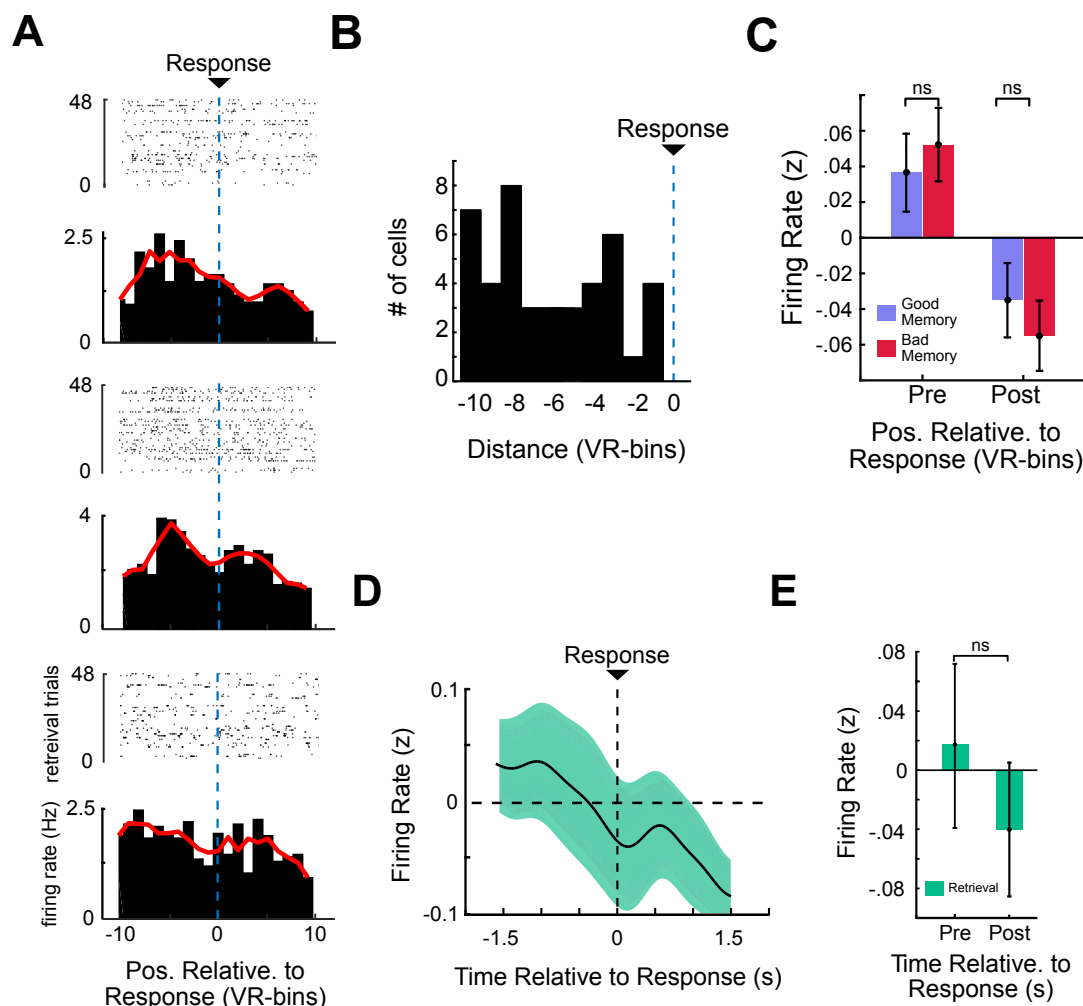 A
Response
48
0
2.5
0
48
0
4
2
0
retreival trials
48
0
firing rate (Hz)
2.5
0
-10
0
10
Pos. Relative. to
Response (VR-bins)
B
Response
# of cells
8
6
4
2
0
-10
-8
-6
-4
-2
0
Distance (VR-bins)
C
ns
ns
Firing Rate (z)
.06
.04
.02
0
-.02
-.04
-.06
Good
Memory
Bad
Memory
Pre
Post
Pos. Relative. to
Response (VR-bins)
D
Response
Firing Rate (z)
0.1
0
-0.1
-1.5
0
1.5
Time Relative to Response (s)
E
ns
Firing Rate (z)
.08
.04
0
-.04
-.08
Retrieval
Pre
Post
Time Relative. to
Response (s)